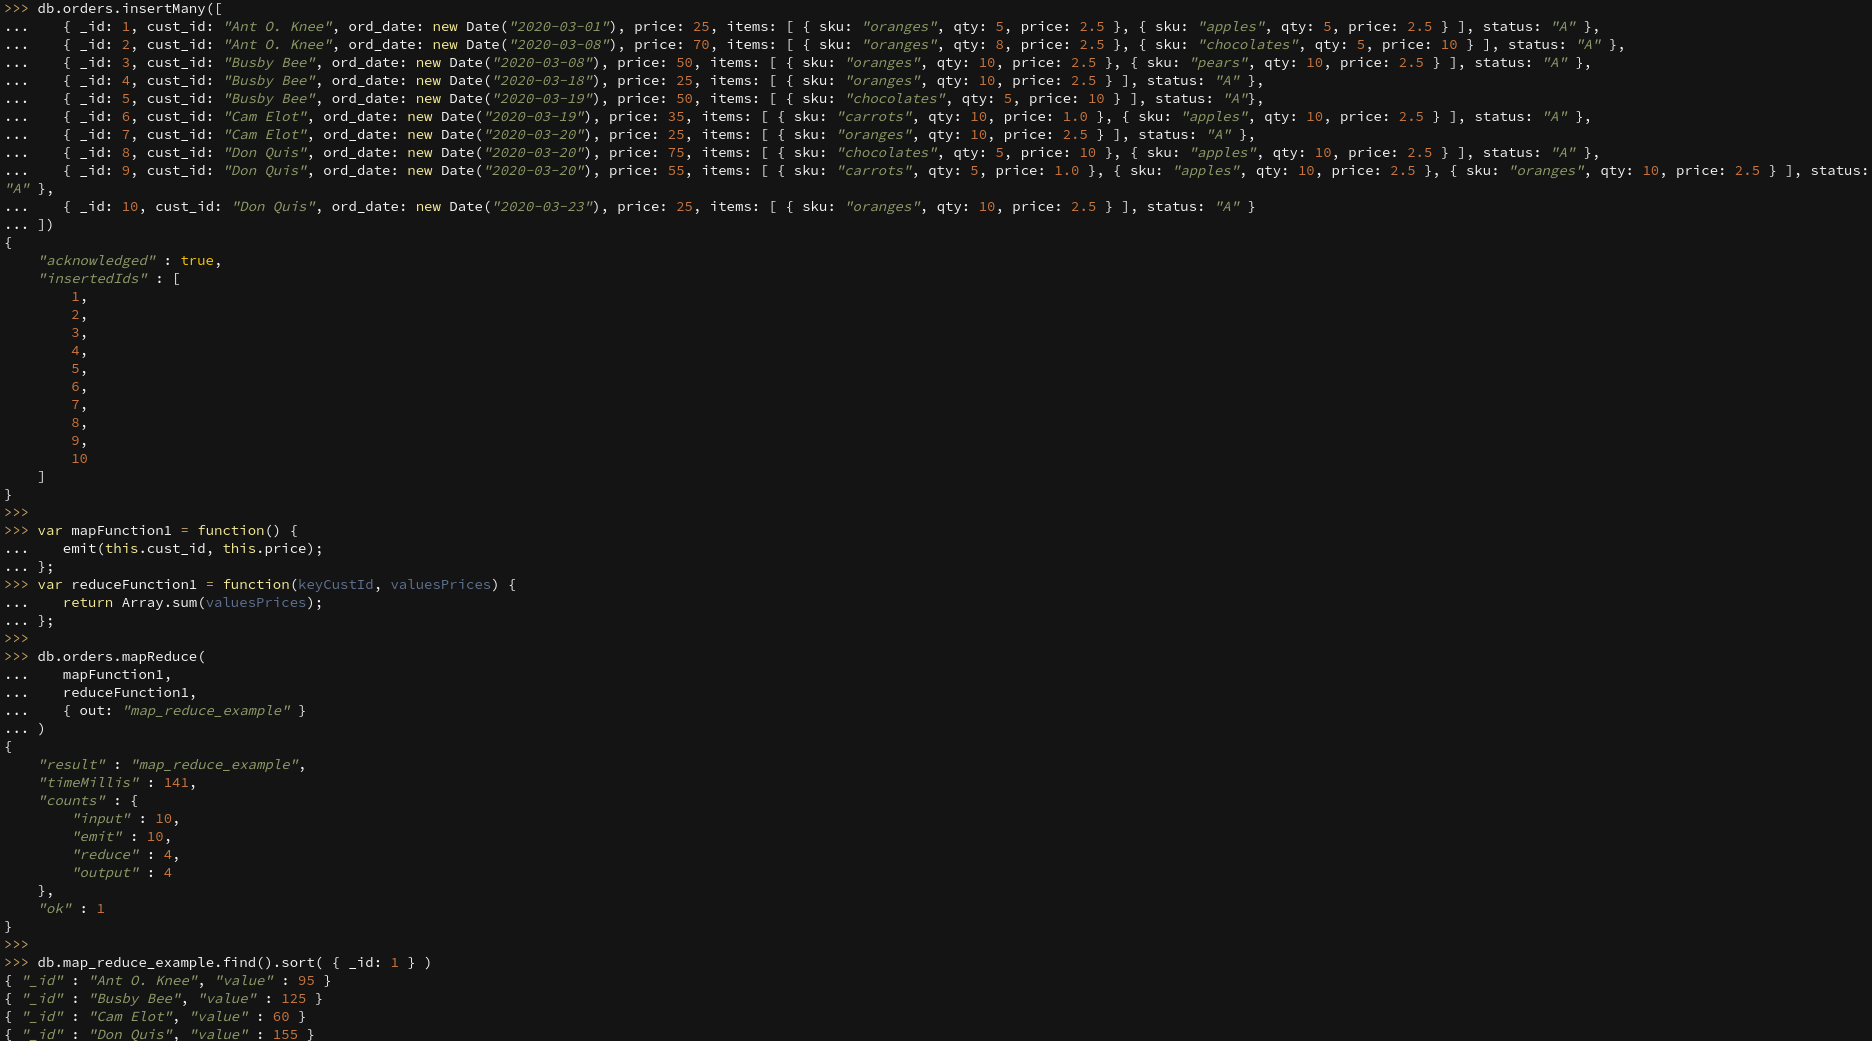 >>> db.orders.insertMany([
...    { _id: 1, cust_id: "Ant O. Knee", ord_date: new Date("2020-03-01"), price: 25, items: [ { sku: "oranges", qty: 5, price: 2.5 }, { sku: "apples", qty: 5, price: 2.5 } ], status: "A" },
...    { _id: 2, cust_id: "Ant O. Knee", ord_date: new Date("2020-03-08"), price: 70, items: [ { sku: "oranges", qty: 8, price: 2.5 }, { sku: "chocolates", qty: 5, price: 10 } ], status: "A" },
...    { _id: 3, cust_id: "Busby Bee", ord_date: new Date("2020-03-08"), price: 50, items: [ { sku: "oranges", qty: 10, price: 2.5 }, { sku: "pears", qty: 10, price: 2.5 } ], status: "A" },
...    { _id: 4, cust_id: "Busby Bee", ord_date: new Date("2020-03-18"), price: 25, items: [ { sku: "oranges", qty: 10, price: 2.5 } ], status: "A" },
...    { _id: 5, cust_id: "Busby Bee", ord_date: new Date("2020-03-19"), price: 50, items: [ { sku: "chocolates", qty: 5, price: 10 } ], status: "A"},
...    { _id: 6, cust_id: "Cam Elot", ord_date: new Date("2020-03-19"), price: 35, items: [ { sku: "carrots", qty: 10, price: 1.0 }, { sku: "apples", qty: 10, price: 2.5 } ], status: "A" },
...    { _id: 7, cust_id: "Cam Elot", ord_date: new Date("2020-03-20"), price: 25, items: [ { sku: "oranges", qty: 10, price: 2.5 } ], status: "A" },
...    { _id: 8, cust_id: "Don Quis", ord_date: new Date("2020-03-20"), price: 75, items: [ { sku: "chocolates", qty: 5, price: 10 }, { sku: "apples", qty: 10, price: 2.5 } ], status: "A" },
...    { _id: 9, cust_id: "Don Quis", ord_date: new Date("2020-03-20"), price: 55, items: [ { sku: "carrots", qty: 5, price: 1.0 }, { sku: "apples", qty: 10, price: 2.5 }, { sku: "oranges", qty: 10, price: 2.5 } ], status:
"A" },
...    { _id: 10, cust_id: "Don Quis", ord_date: new Date("2020-03-23"), price: 25, items: [ { sku: "oranges", qty: 10, price: 2.5 } ], status: "A" }
... ])
{
    "acknowledged" : true,
    "insertedIds" : [
        1,
        2,
        3,
        4,
        5,
        6,
        7,
        8,
        9,
        10
    ]
}
>>>
>>> var mapFunction1 = function() {
...    emit(this.cust_id, this.price);
... };
>>> var reduceFunction1 = function(keyCustId, valuesPrices) {
...    return Array.sum(valuesPrices);
... };
>>>
>>> db.orders.mapReduce(
...    mapFunction1,
...    reduceFunction1,
...    { out: "map_reduce_example" }
... )
{
    "result" : "map_reduce_example",
    "timeMillis" : 141,
    "counts" : {
        "input" : 10,
        "emit" : 10,
        "reduce" : 4,
        "output" : 4
    },
    "ok" : 1
}
>>>
>>> db.map_reduce_example.find().sort( { _id: 1 } )
{ "_id" : "Ant O. Knee", "value" : 95 }
{ "_id" : "Busby Bee", "value" : 125 }
{ "_id" : "Cam Elot", "value" : 60 }
{ "_id" : "Don Quis", "value" : 155 }